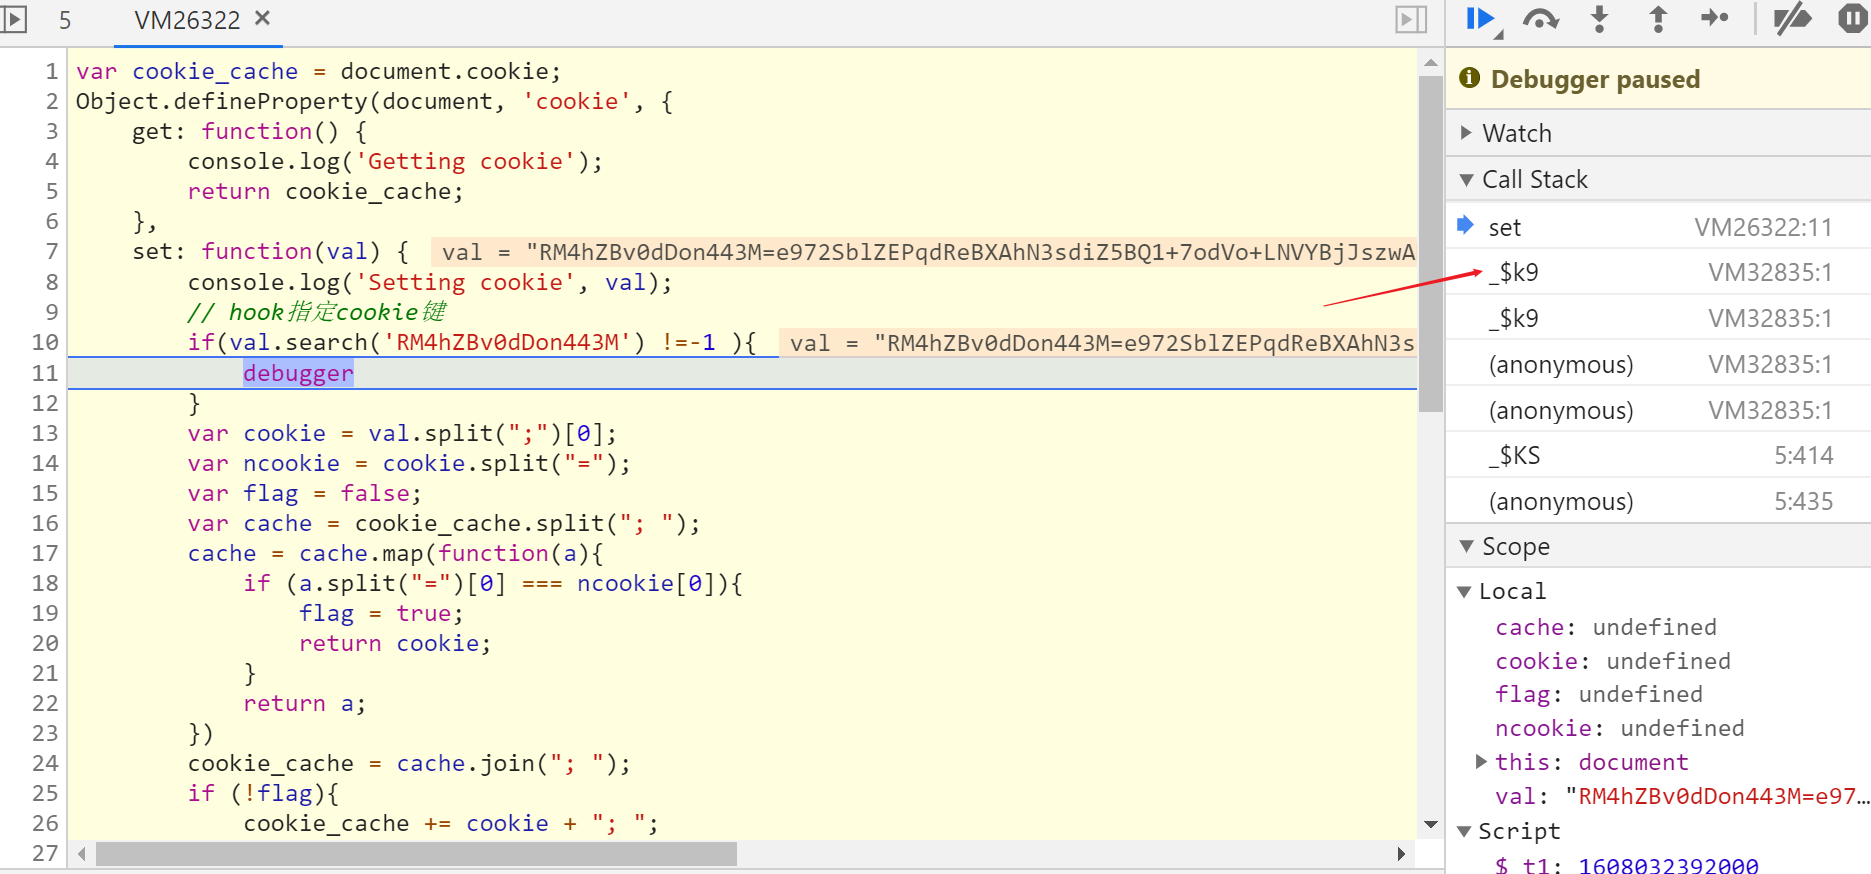 5 VM26322 ×
1 var cookie_cache = document.cookie;
2 Object.defineProperty(document, 'cookie', {
3 get: function() {
4 console.log('Getting cookie');
5 return cookie_cache;
6 },
7 set: function(val) { val = "RM4hZBv0dDon443M=e972SblZEPqdReBXAhN3sdiZ5BQ1+7odVo+LNVYBjJszwA
8 console.log('Setting cookie', val);
9 // hook指定cookie键
10 if(val.search('RM4hZBv0dDon443M') !=-1 ){ val = "RM4hZBv0dDon443M=e972SblZEPqdReBXAhN3s
11 debugger
12 }
13 var cookie = val.split(";")[0];
14 var ncookie = cookie.split("=");
15 var flag = false;
16 var cache = cookie_cache.split("; ");
17 cache = cache.map(function(a){
18 if (a.split("=")[0] === ncookie[0]){
19 flag = true;
20 return cookie;
21 }
22 return a;
23 })
24 cookie_cache = cache.join("; ");
25 if (!flag){
26 cookie_cache += cookie + "; ";
27
Debugger paused
Watch
Call Stack
set VM26322:11
_$k9 VM32835:1
_$k9 VM32835:1
(anonymous) VM32835:1
(anonymous) VM32835:1
_$KS 5:414
(anonymous) 5:435
Scope
Local
cache: undefined
cookie: undefined
flag: undefined
ncookie: undefined
this: document
val: "RM4hZBv0dDon443M=e97…
Script
$_t1: 1608032392000